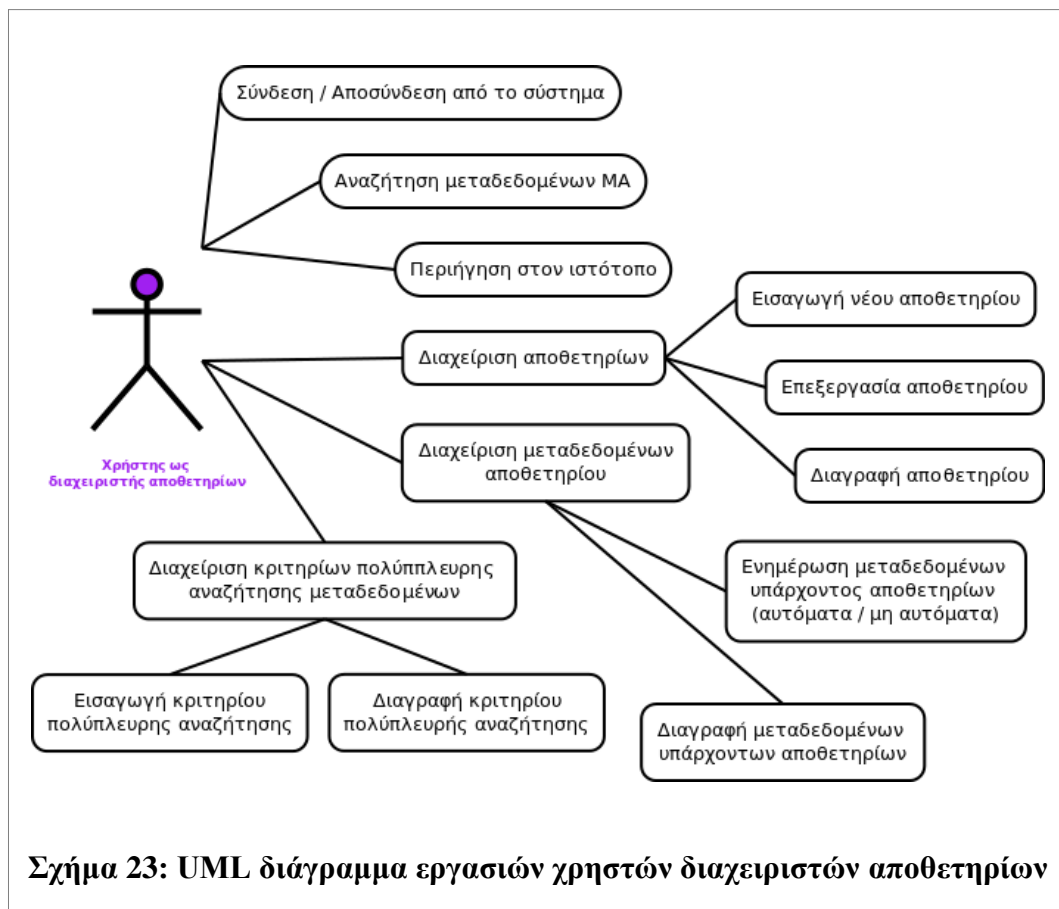 Σύνδεση / Αποσύνδεση από το σύστημα
Αναζήτηση μεταδεδομένων ΜΑ
Περιήγηση στον ιστότοπο
Διαχείριση αποθετηρίων
Εισαγωγή νέου αποθετηρίου
Επεξεργασία αποθετηρίου
Διαγραφή αποθετηρίου
Διαχείριση μεταδεδομένων
αποθετηρίου
Χρήστης ως
διαχειριστής αποθετηρίων
Διαχείριση κριτηρίων πολύππλευρης
αναζήτησης μεταδεδομένων
Ενημέρωση μεταδεδομένων
υπάρχοντος αποθετηρίων
(αυτόματα / μη αυτόματα)
Εισαγωγή κριτηρίου
πολύπλευρης αναζήτησης
Διαγραφή κριτηρίου
πολύπλευρής αναζήτησης
Διαγραφή μεταδεδομένων
υπάρχοντων αποθετηρίων
Σχήμα 23: UML διάγραμμα εργασιών χρηστών διαχειριστών αποθετηρίων